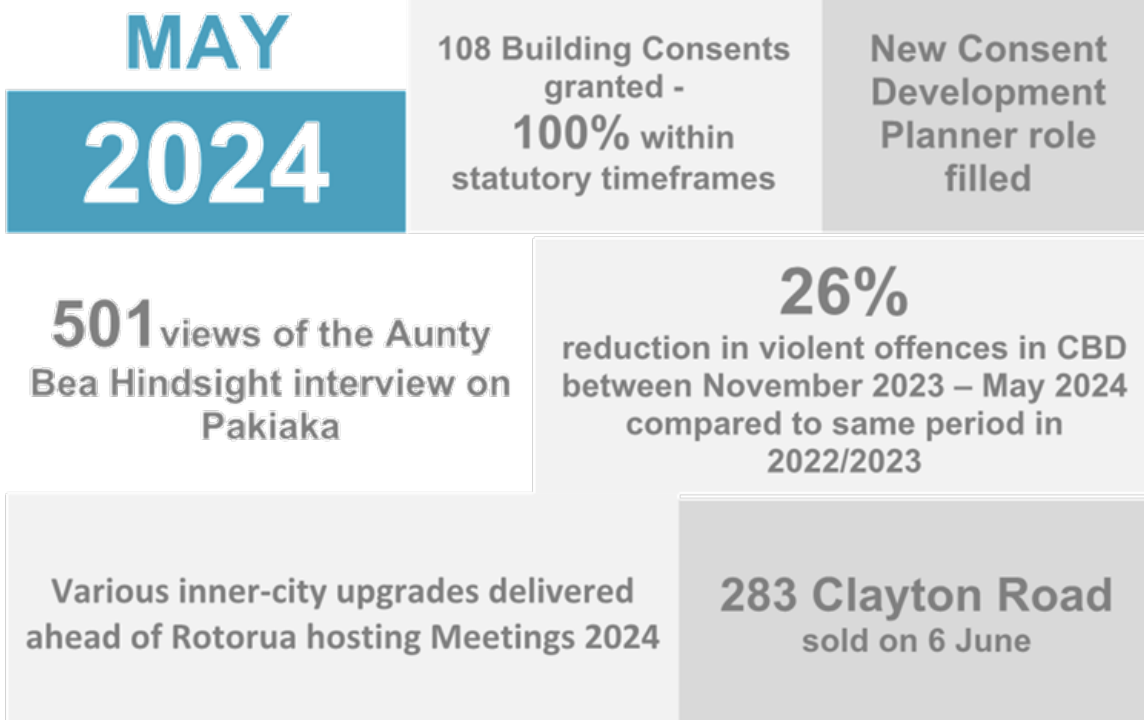 MAY
2024
108 Building Consents
granted -
100% within
statutory timeframes
New Consent
Development
Planner role
filled
501 views of the Aunty
Bea Hindsight interview on
Pakiaka
26%
reduction in violent offences in CBD
between November 2023 – May 2024
compared to same period in
2022/2023
Various inner-city upgrades delivered
ahead of Rotorua hosting Meetings 2024
283 Clayton Road
sold on 6 June